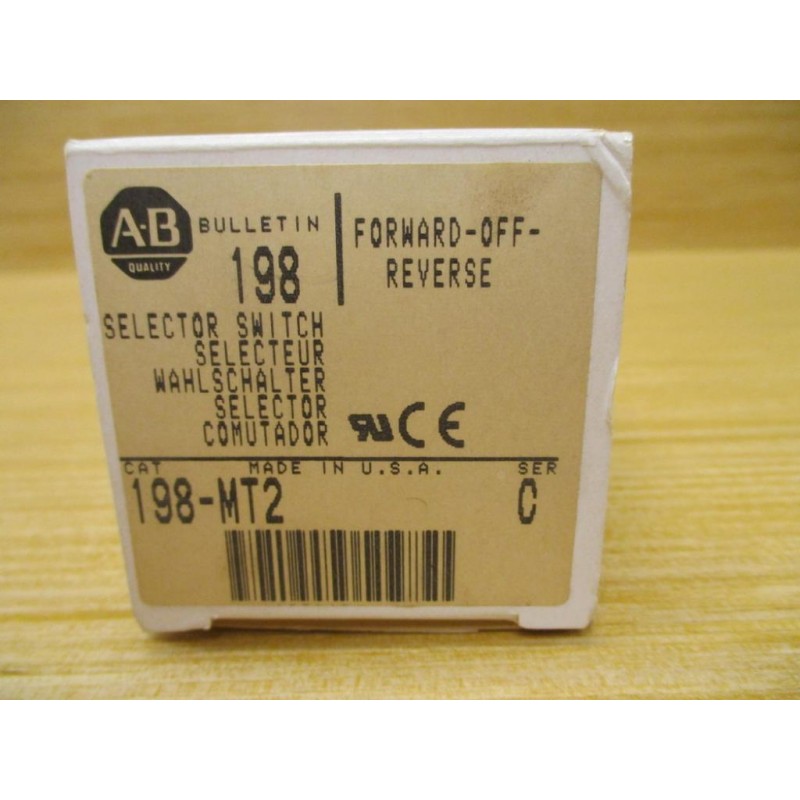 A-B
QUALITY
BULLETIN
198
FORWARD-OFF-
REVERSE
SELECTOR SWITCH
SELECTEUR
WAHLSCHALTER
SELECTOR
COMUTADOR
CE
CAT MADE IN U.S.A. SER
198-MT2 C